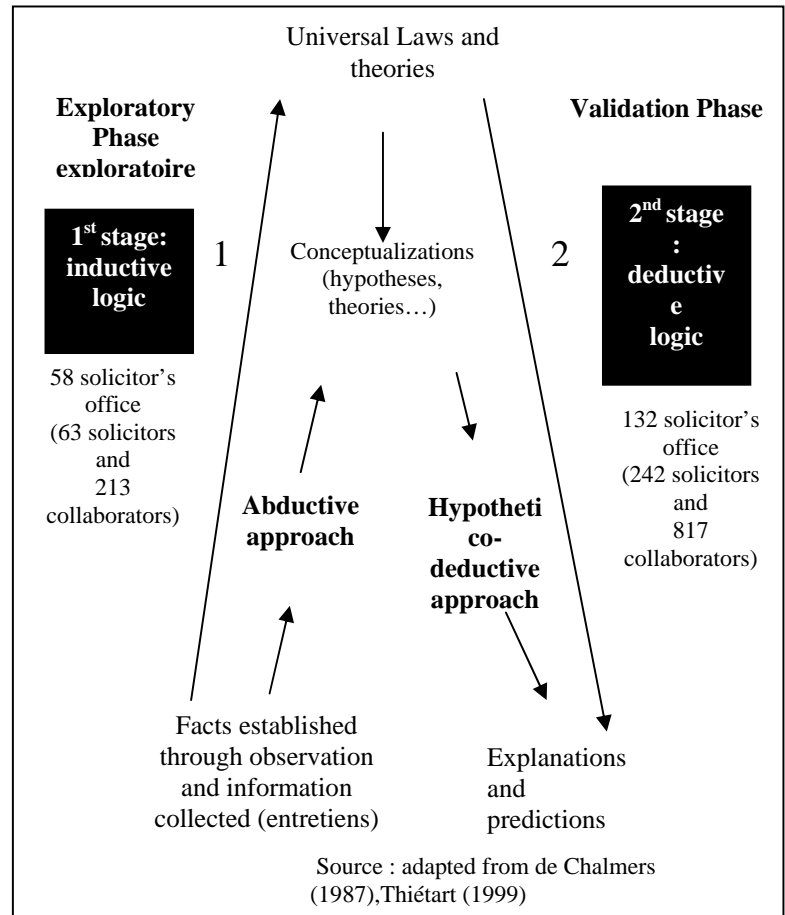 Universal Laws and
theories
Exploratory
Phase
exploratoire
Validation Phase
1st stage:
inductive
logic
1
Conceptualizations
(hypotheses,
theories…)
2
2nd stage
:
deductiv
e
logic
58 solicitor’s
office
(63 solicitors
and
213
collaborators)
132 solicitor’s
office
(242 solicitors
and
817
collaborators)
Abductive
approach
Hypotheti
co-
deductive
approach
Facts established
through observation
and information
collected (entretiens)
Explanations
and
predictions
Source : adapted from de Chalmers
(1987),Thiétart (1999)